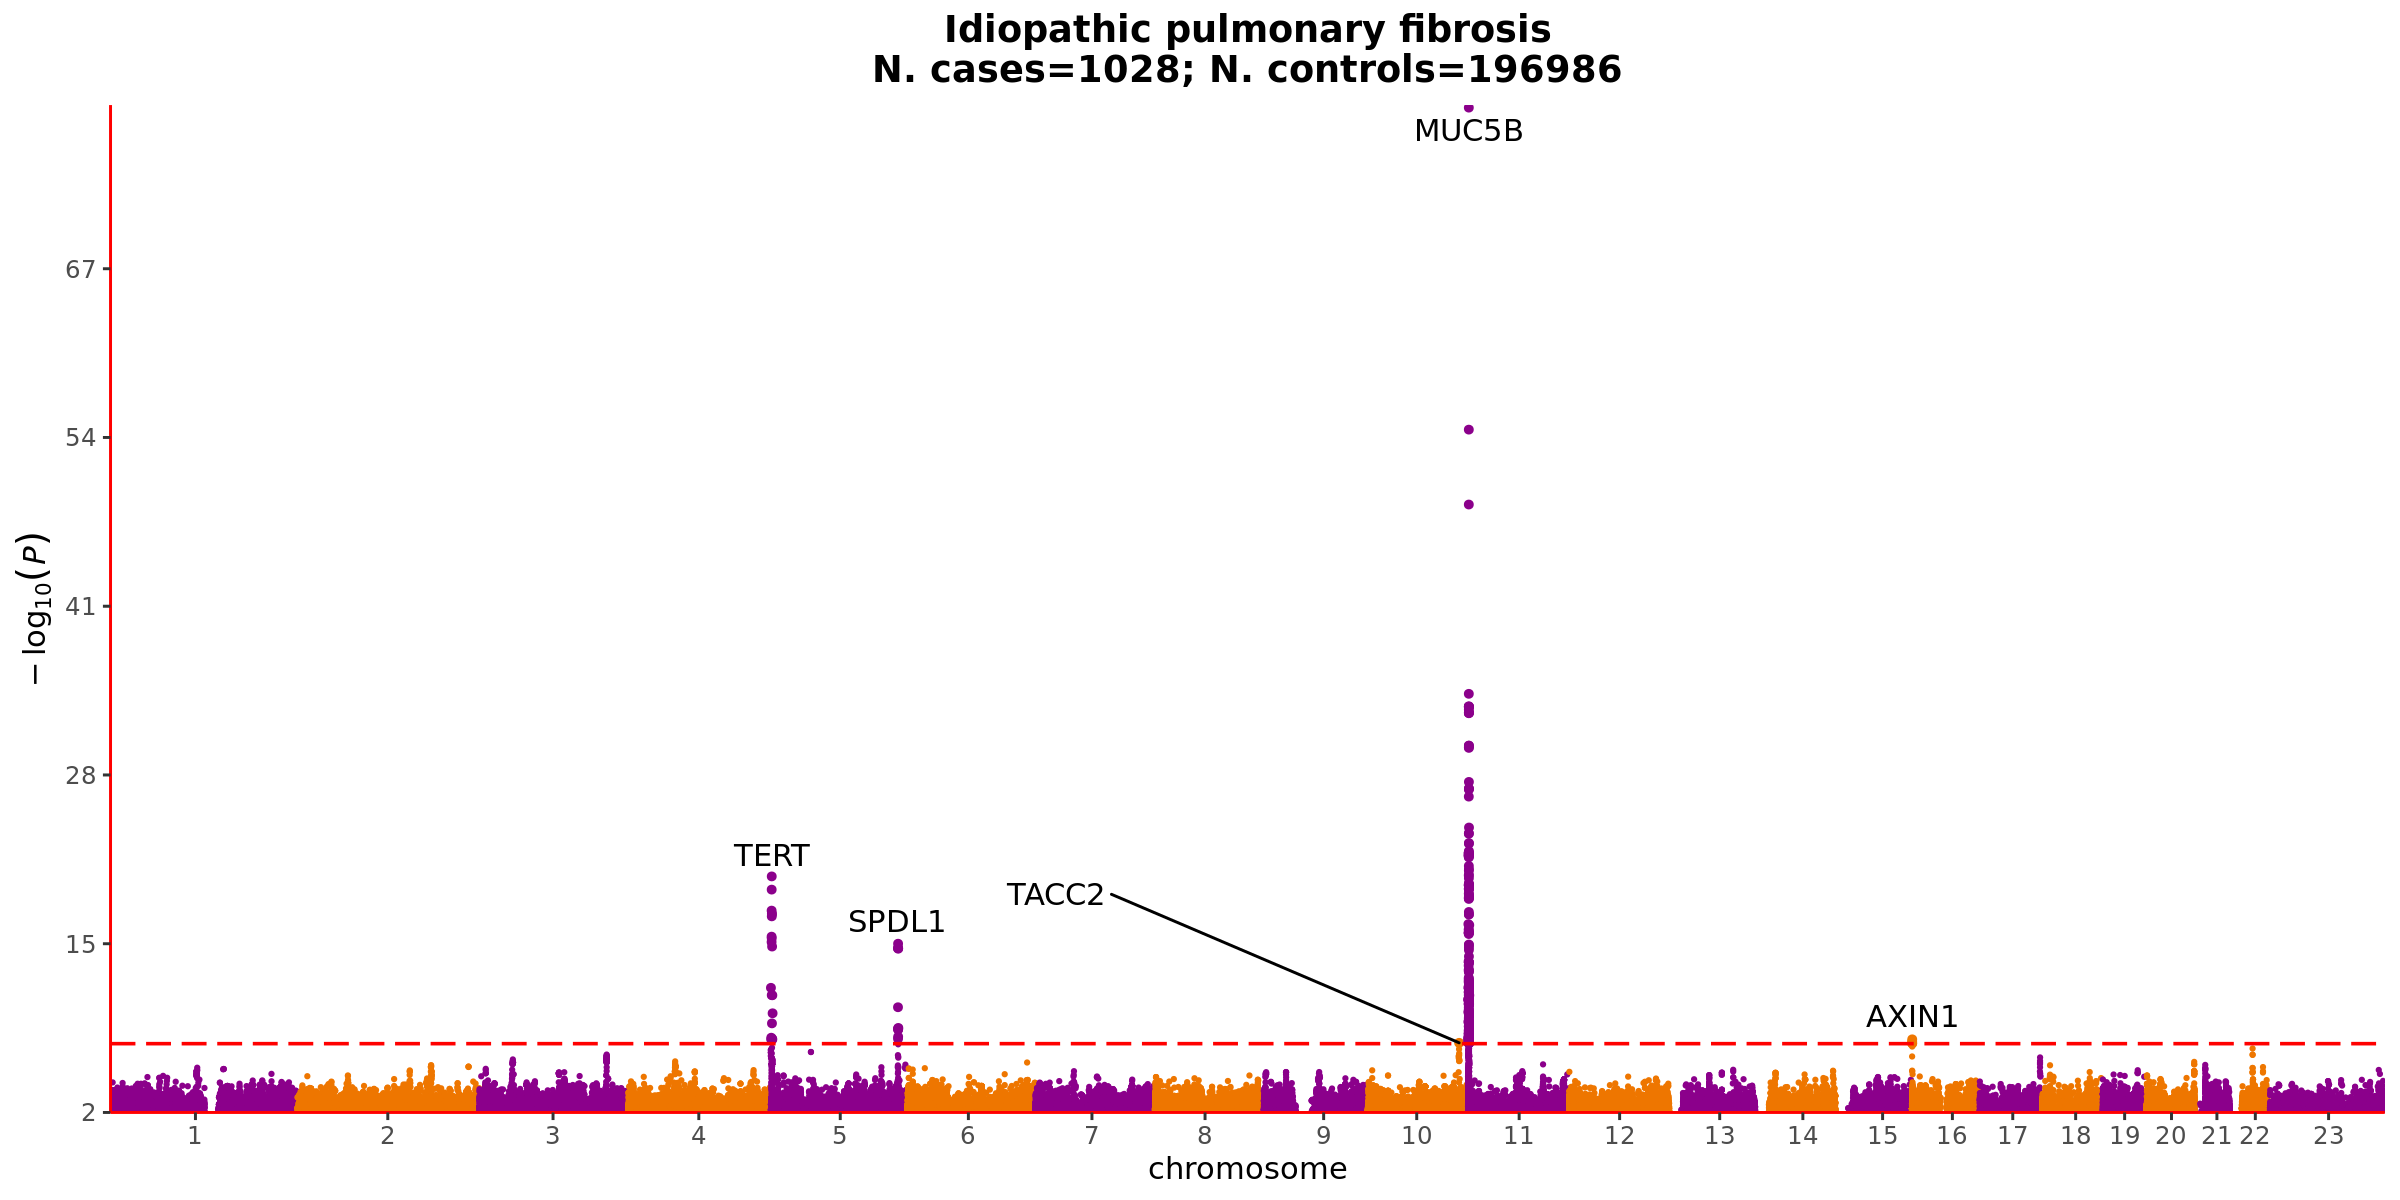 Idiopathic pulmonary fibrosis
N. cases=1028; N. controls=196986
MUC5B
67
54
41
28
15
2
−log10(P)
TERT
SPDL1
TACC2
AXIN1
1 2 3 4 5 6 7 8 9 10 11 12 13 14 15 16 17 18 19 20 21 22 23
chromosome